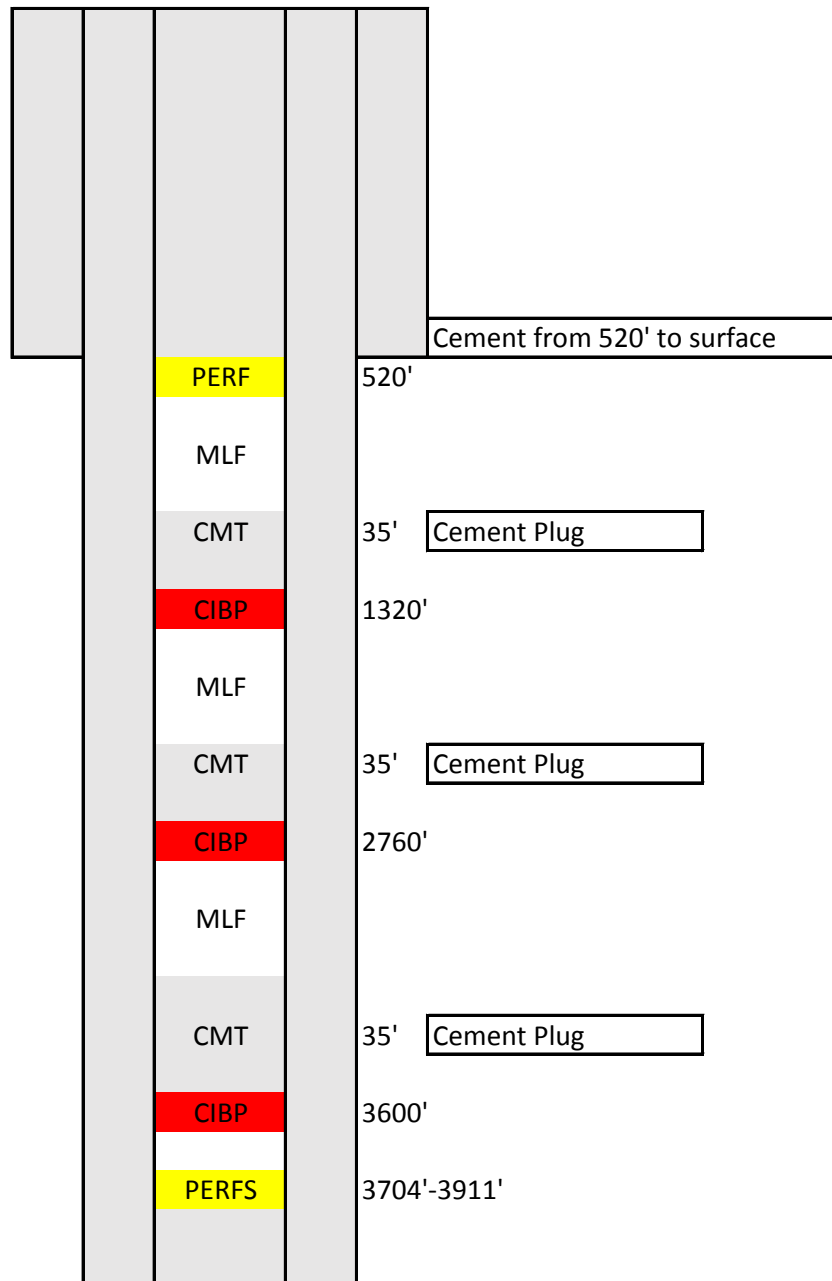 Cement from 520' to surface
PERF 520'
MLF
CMT 35' Cement Plug
CIBP 1320'
MLF
CMT 35' Cement Plug
CIBP 2760'
MLF
CMT 35' Cement Plug
CIBP 3600'
PERFS 3704'-3911'